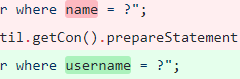 r where name = ?";
til.getCon().prepareStatement
r where username = ?";